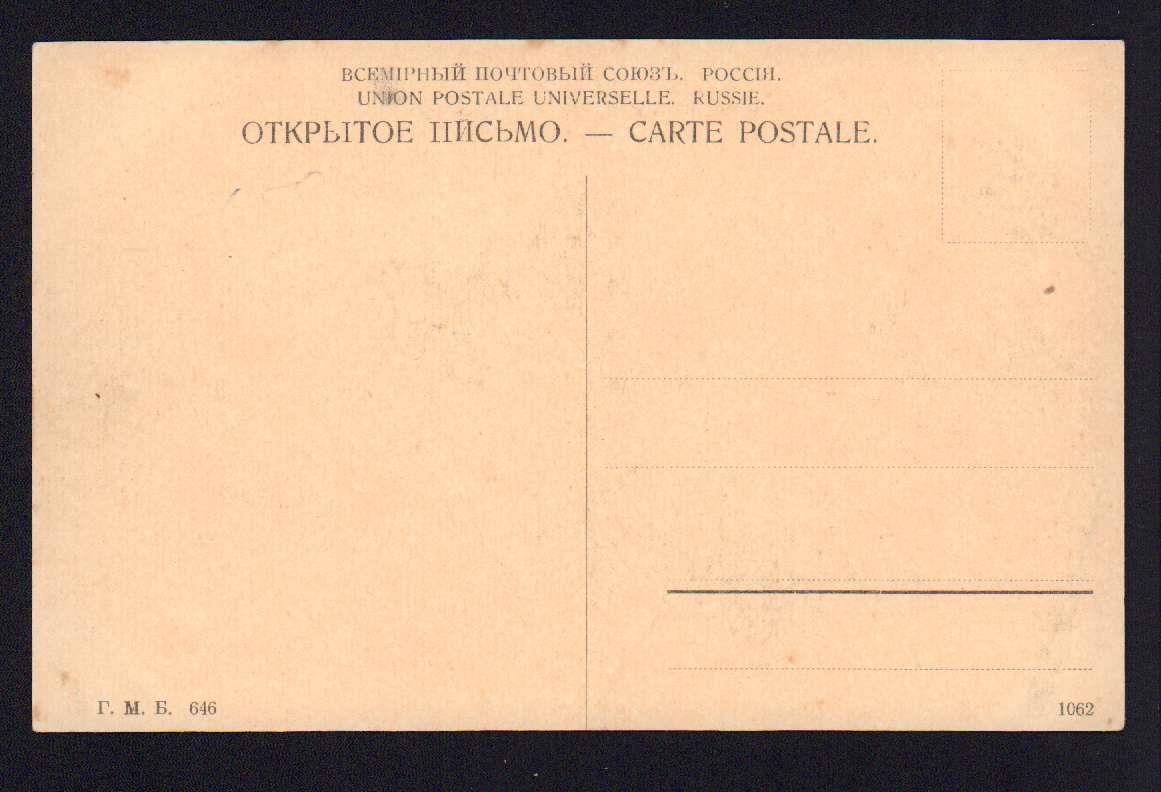 ВСЕМІРНЫЙ ПОЧТОВЫЙ СОЮЗЪ. РОССІЯ.
UNION POSTALE UNIVERSELLE. RUSSIE.
ОТКРЫТОЕ ПИСЬМО. — CARTE POSTALE.
Г. М. Б. 646
1062